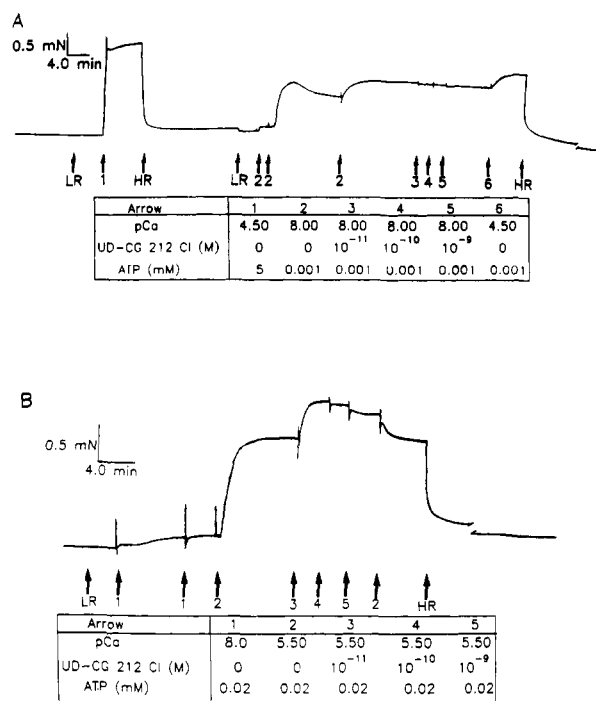 A
0.5 mN
4.0 min
LR 1 HR LR 2 2 2 3 4 5 6 HR
Arrow 1 2 3 4 5 6
pCa 4.50 8.00 8.00 8.00 8.00 4.50
UD-CG 212 Cl (M) 0 0 10⁻¹¹ 10⁻¹⁰ 10⁻⁹ 0
ATP (mM) 5 0.001 0.001 0.001 0.001 0.001
B
0.5 mN
4.0 min
LR 1 1 2 3 4 5 2 HR
Arrow 1 2 3 4 5
pCa 8.0 5.50 5.50 5.50 5.50
UD-CG 212 Cl (M) 0 0 10⁻¹¹ 10⁻¹⁰ 10⁻⁹
ATP (mM) 0.02 0.02 0.02 0.02 0.02